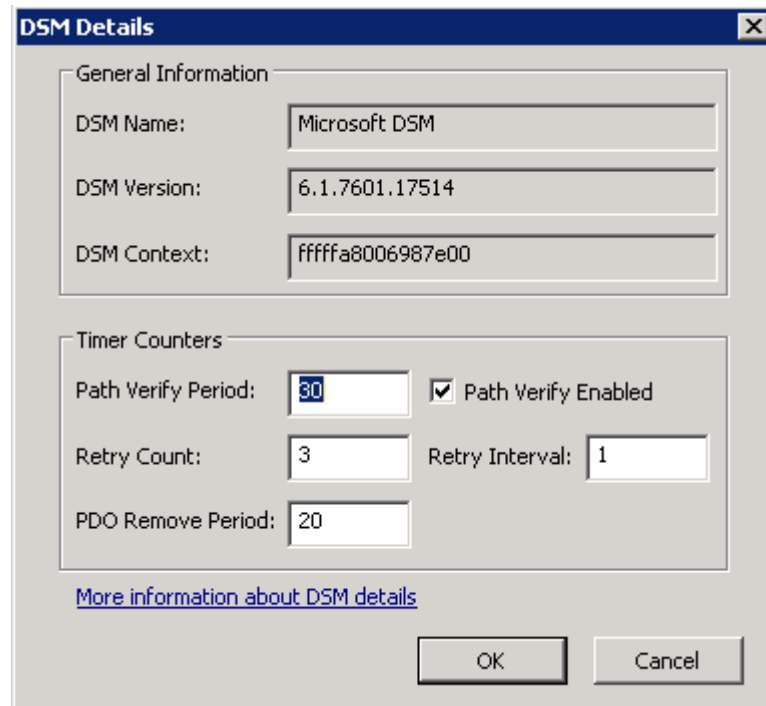 DSM Details
General Information
DSM Name: Microsoft DSM
DSM Version: 6.1.7601.17514
DSM Context: fffffa8006987e00
Timer Counters
Path Verify Period: 30 Path Verify Enabled
Retry Count: 3 Retry Interval: 1
PDO Remove Period: 20
More information about DSM details
OK Cancel